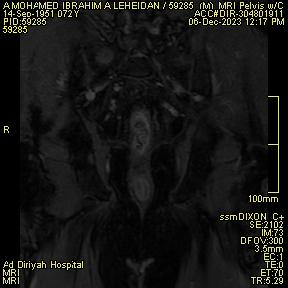 A MOHAMED IBRAHIM A LEHEIDAN / 59285 (M) MRI Pelvis w/C
14-Sep-1951 072Y ACC#DIR-304801911
PID:59285 06-Dec-2023 12:17 PM
59285
R
100mm
ssmDIXON C+
SE:2102
IM:73
DFOV:300
3.5mm
EC:1
Ad Diriyah Hospital TE:0
MRI ET:70
MRI TR:5.29